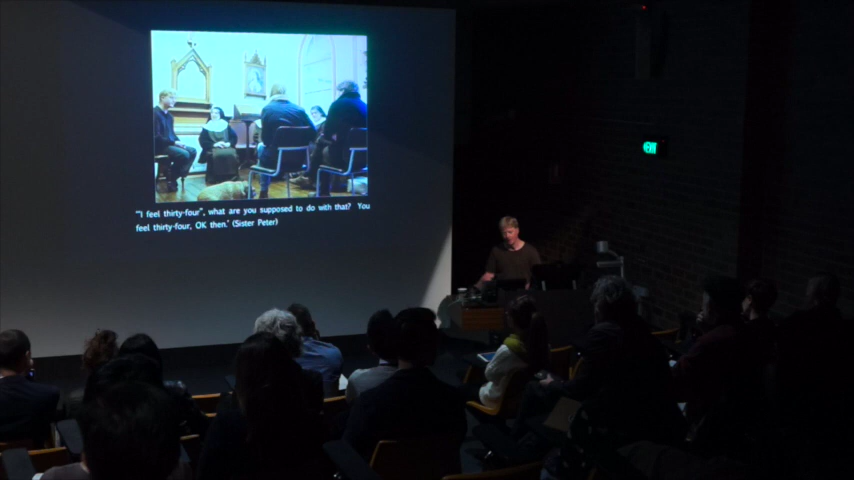 "I feel thirty-four", what are you supposed to do with that? You
feel thirty-four, OK then.' (Sister Peter)
EXIT